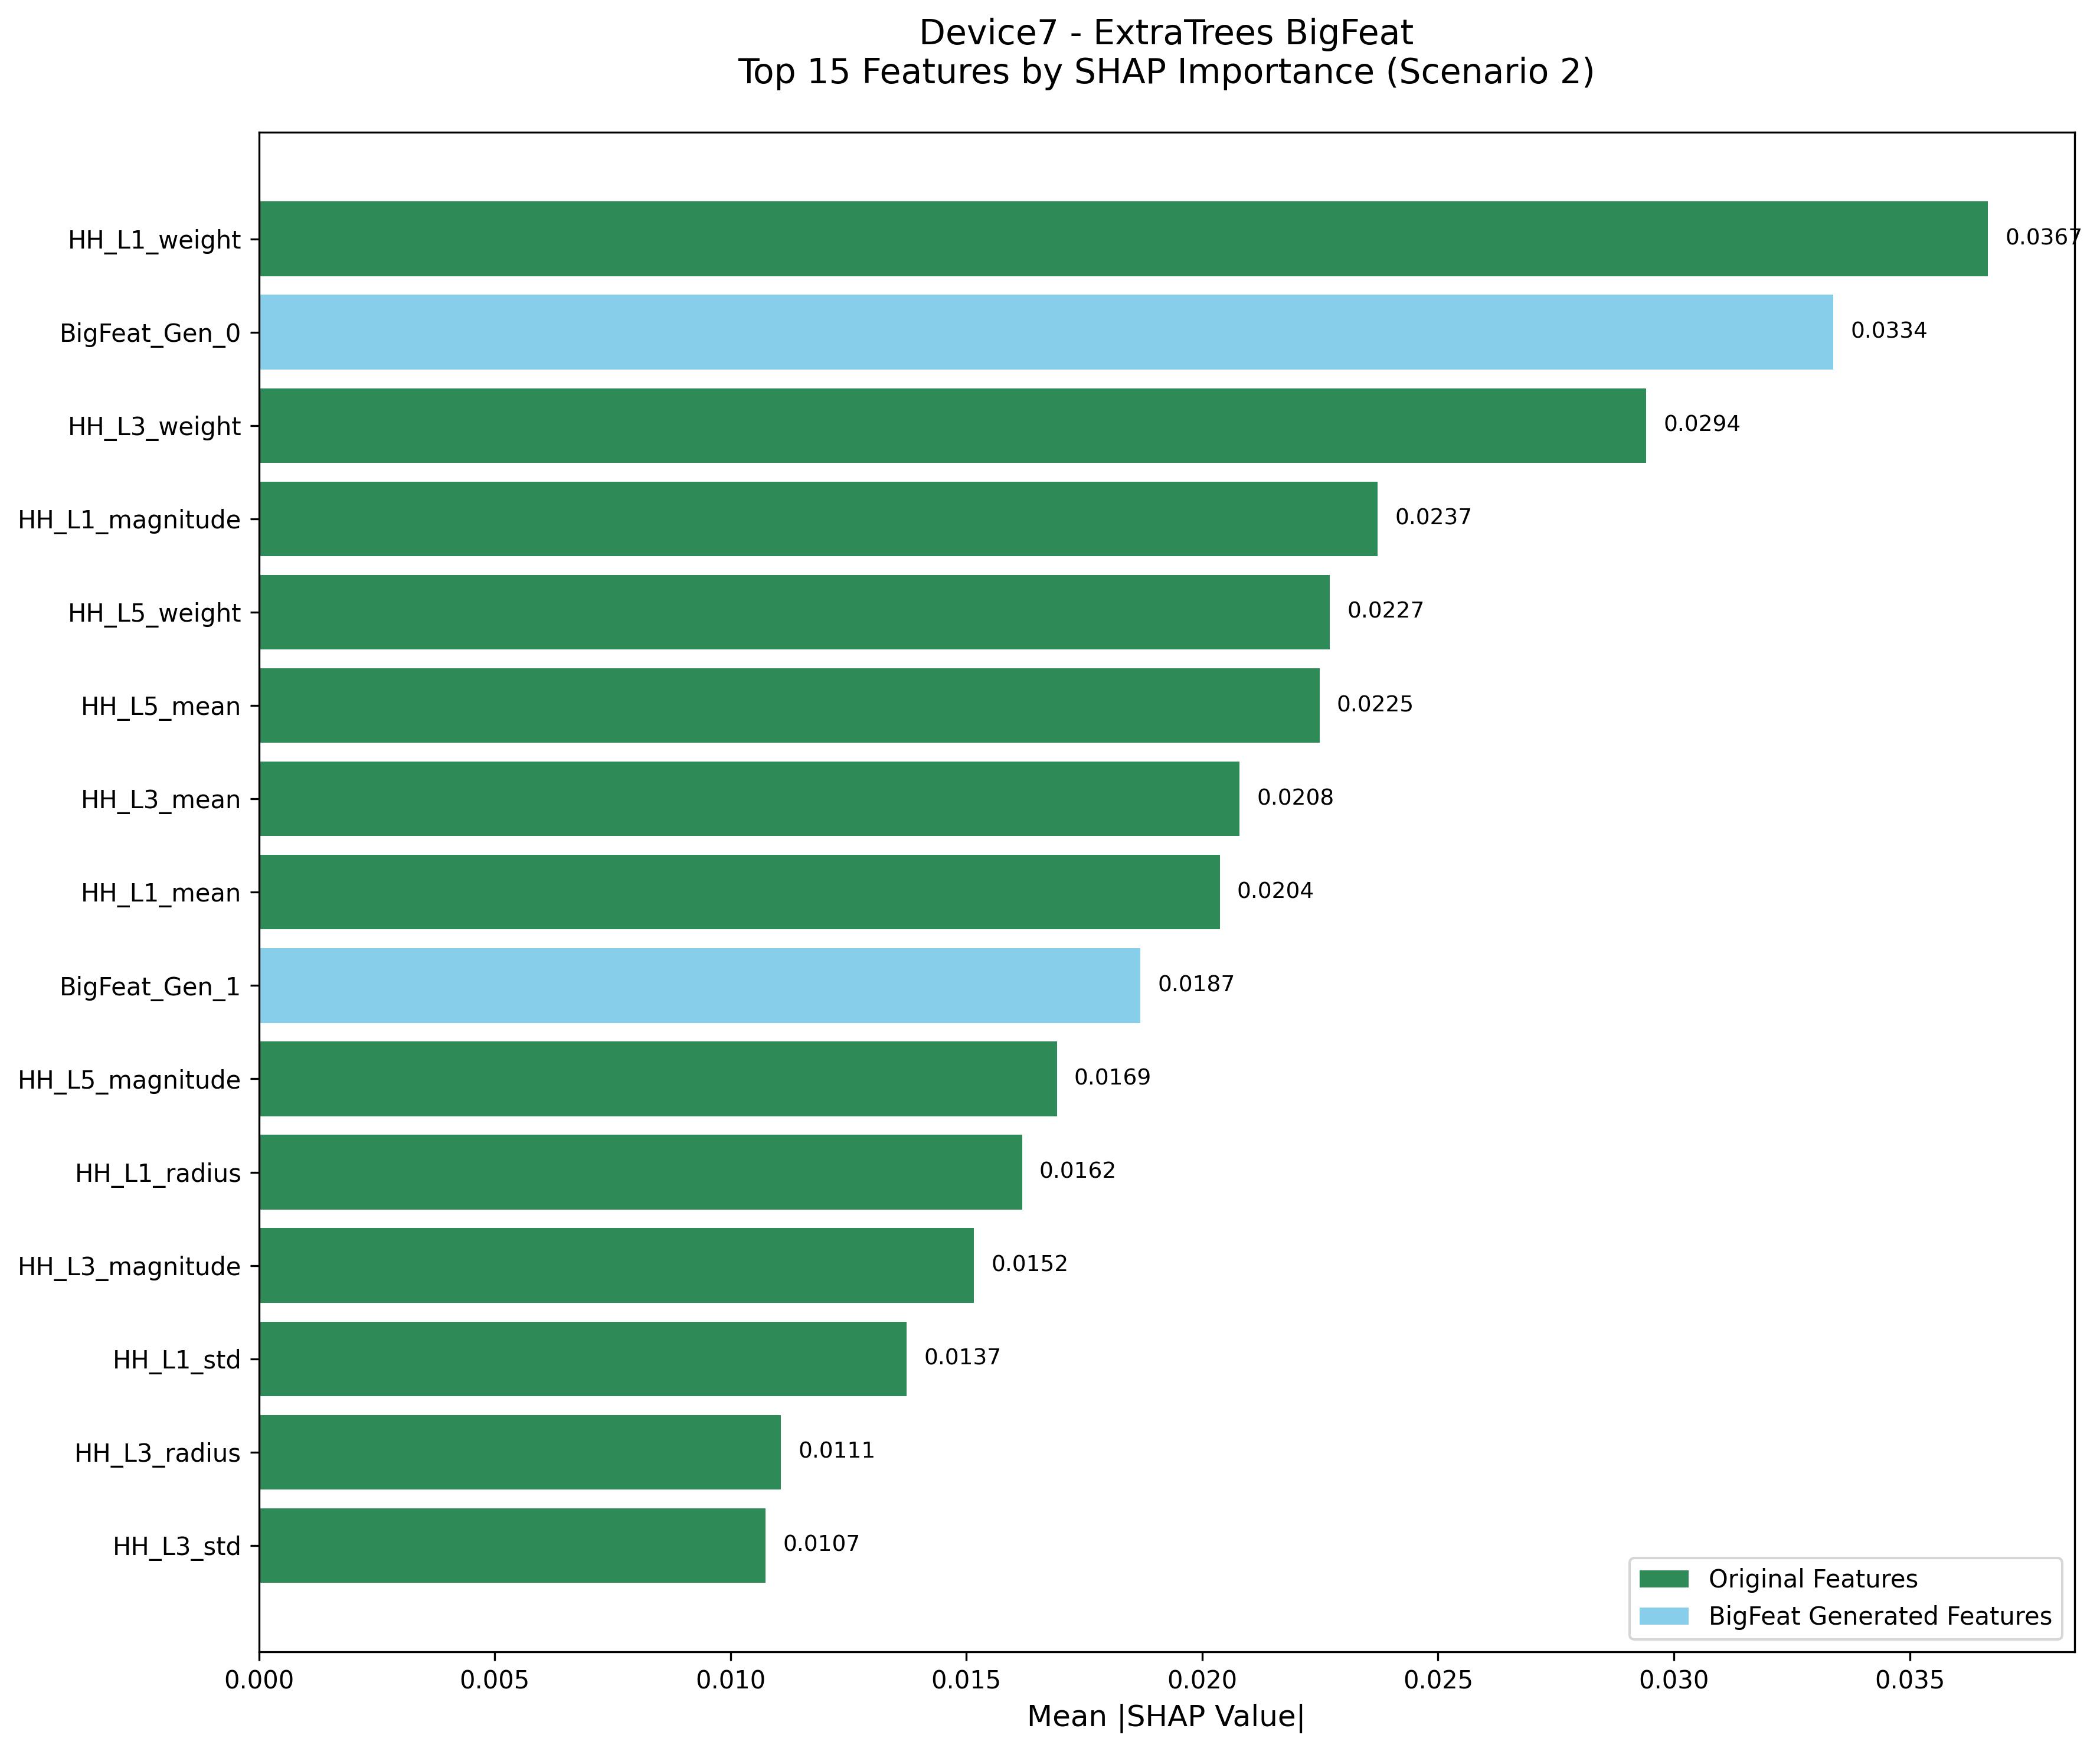 Device7 - ExtraTrees BigFeat
Top 15 Features by SHAP Importance (Scenario 2)
HH_L1_weight 0.0367
BigFeat_Gen_0 0.0334
HH_L3_weight 0.0294
HH_L1_magnitude 0.0237
HH_L5_weight 0.0227
HH_L5_mean 0.0225
HH_L3_mean 0.0208
HH_L1_mean 0.0204
BigFeat_Gen_1 0.0187
HH_L5_magnitude 0.0169
HH_L1_radius 0.0162
HH_L3_magnitude 0.0152
HH_L1_std 0.0137
HH_L3_radius 0.0111
HH_L3_std 0.0107
Original Features
BigFeat Generated Features
0.000 0.005 0.010 0.015 0.020 0.025 0.030 0.035
Mean |SHAP Value|